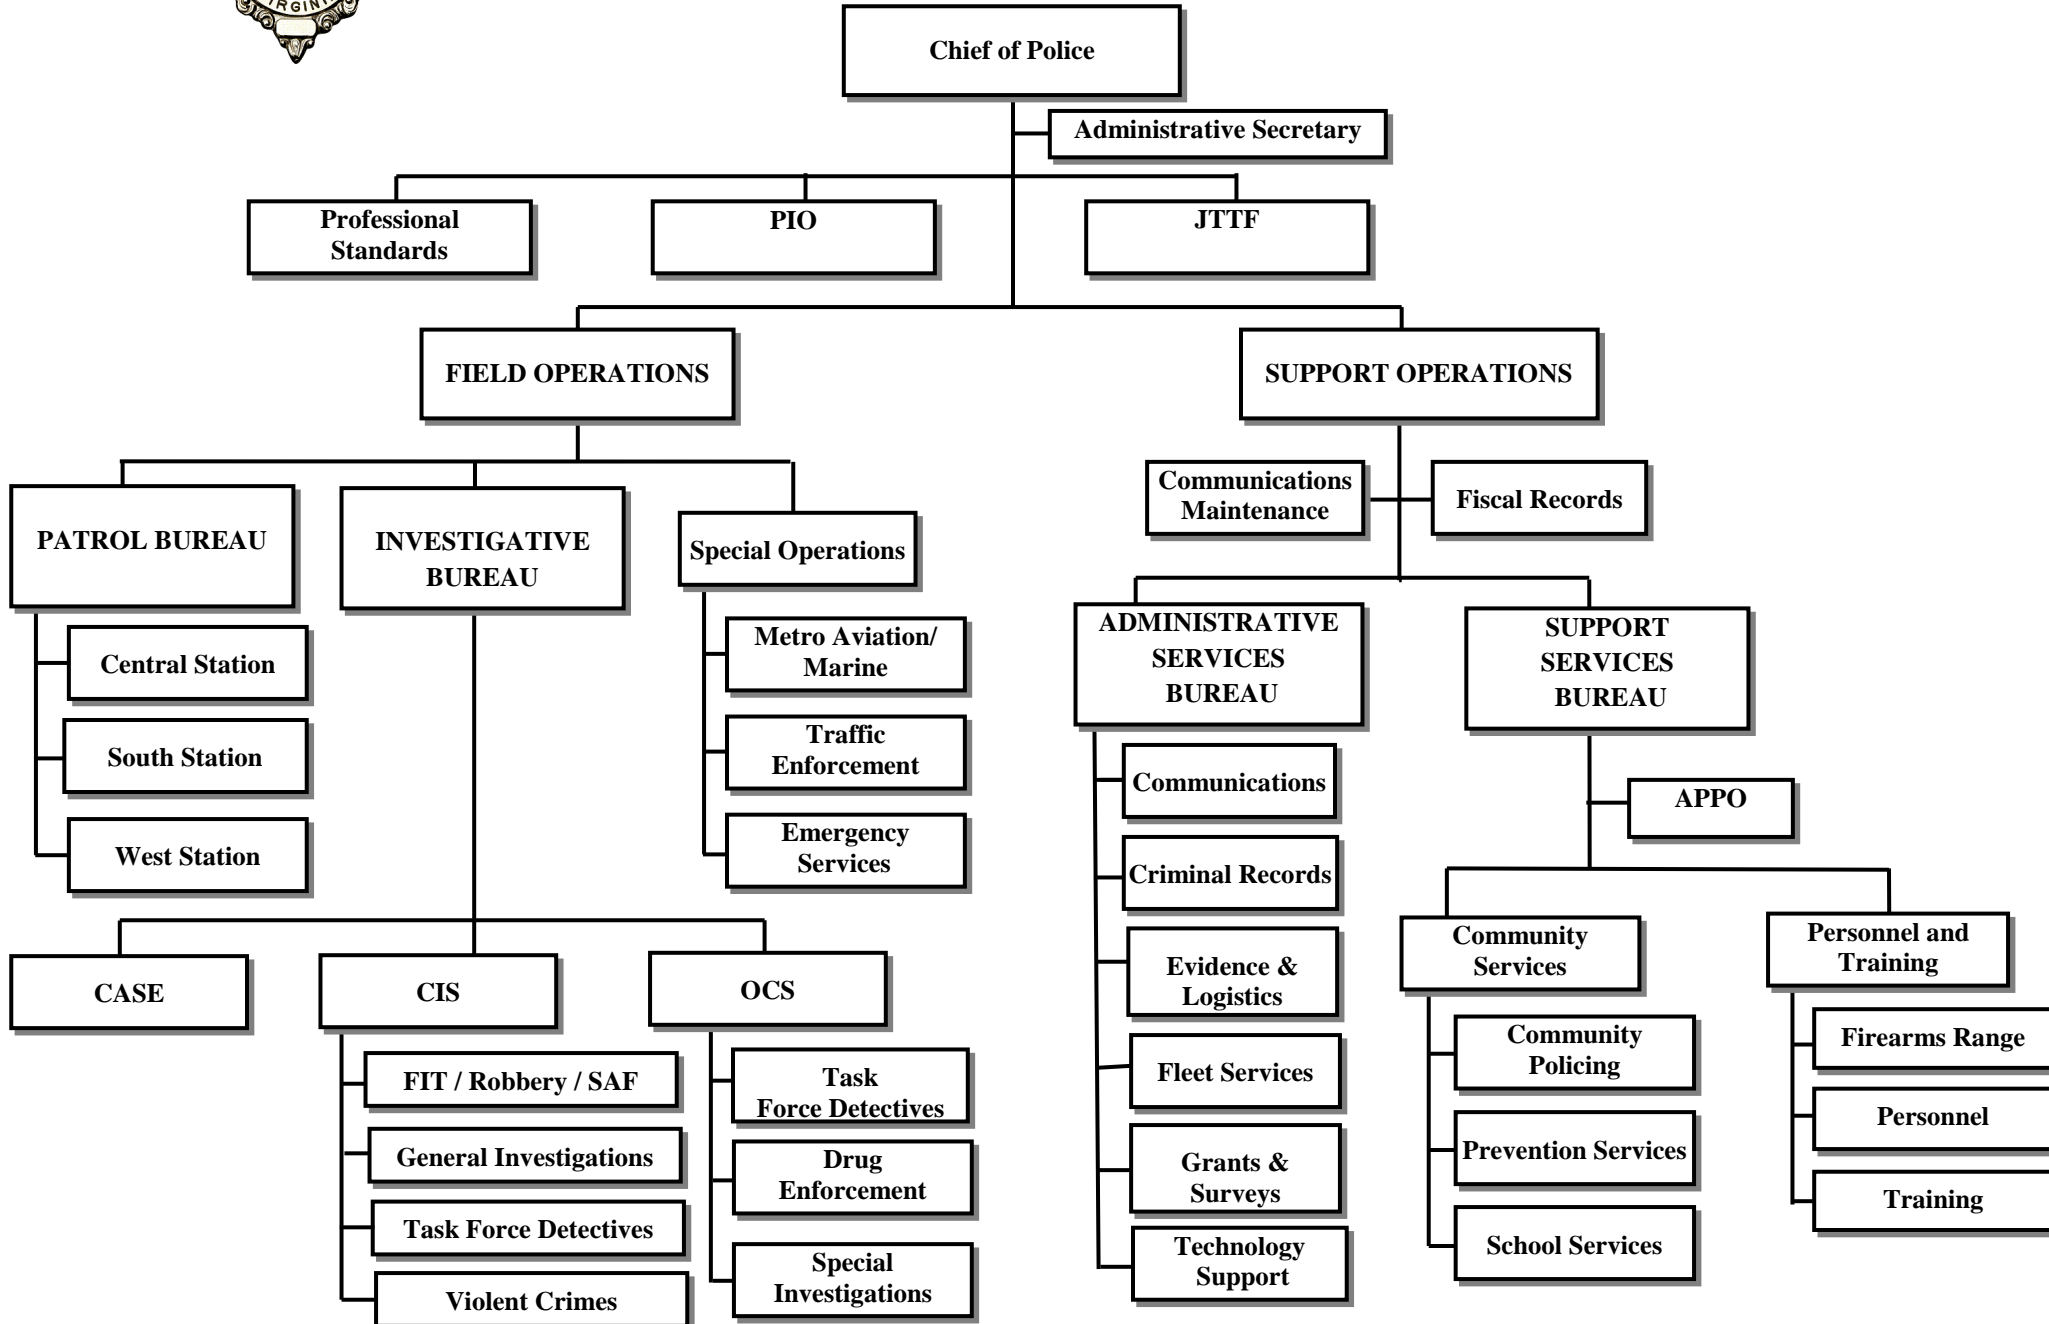 VIRGINI
Chief of Police
Administrative Secretary
Professional
Standards
PIO
JTTF
FIELD OPERATIONS
SUPPORT OPERATIONS
Communications
Maintenance
Fiscal Records
PATROL BUREAU
INVESTIGATIVE
BUREAU
Special Operations
Central Station
South Station
West Station
Metro Aviation/
Marine
Traffic
Enforcement
Emergency
Services
ADMINISTRATIVE
SERVICES
BUREAU
SUPPORT
SERVICES
BUREAU
Communications
Criminal Records
Evidence &
Logistics
Fleet Services
Grants &
Surveys
Technology
Support
APPO
Community
Services
Personnel and
Training
Community
Policing
Prevention Services
School Services
Firearms Range
Personnel
Training
CASE
CIS
OCS
FIT / Robbery / SAF
General Investigations
Task Force Detectives
Violent Crimes
Task
Force Detectives
Drug
Enforcement
Special
Investigations